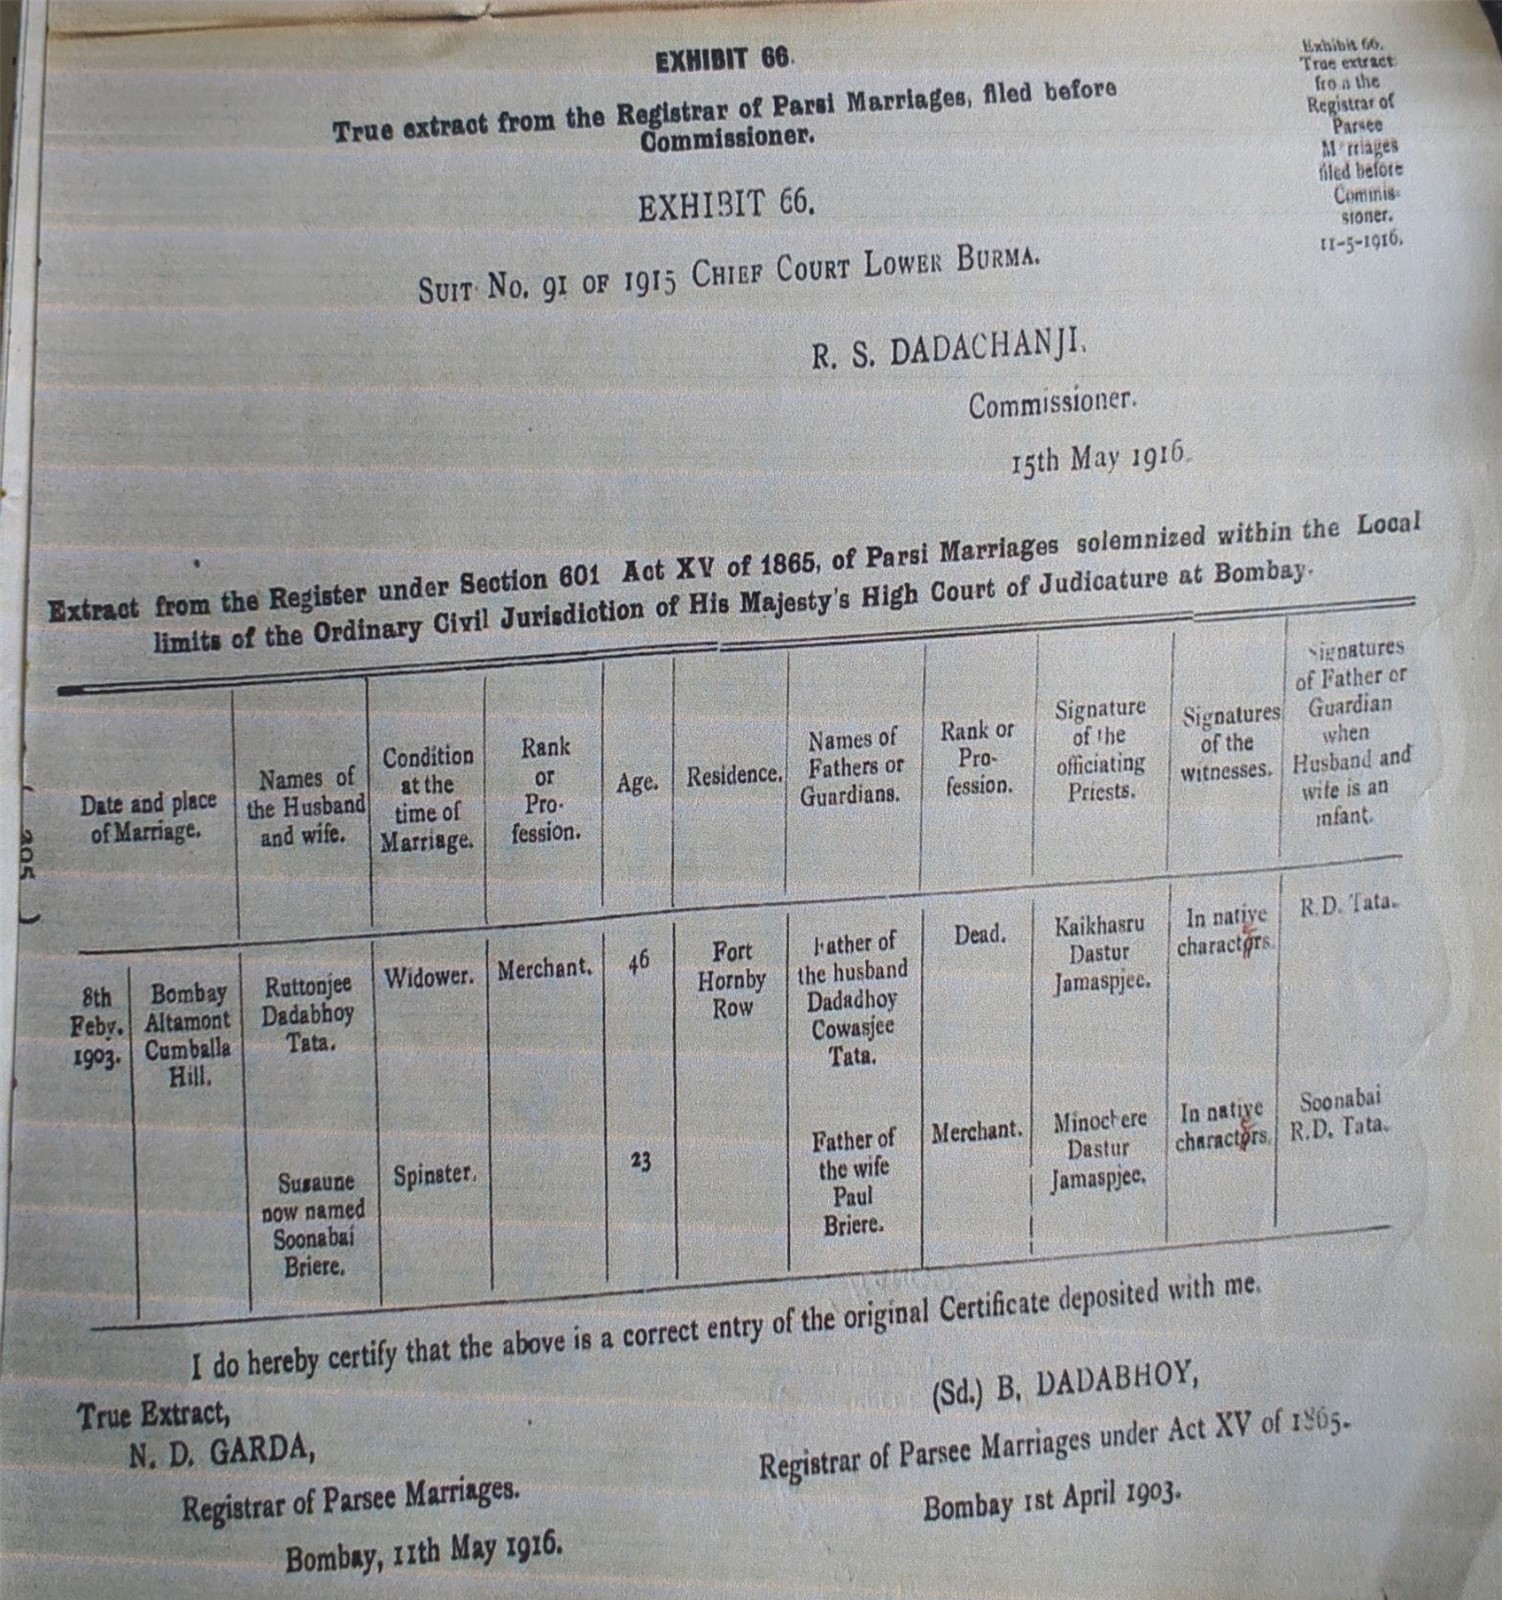 EXHIBIT 66.
True extract from the Registrar of Parsi Marriages, filed before
Commissioner.
Exhibit 66.
True extract
from the
Registrar of
Parsee
M rriages
filed before
Commis-
sioner.
11-5-1916.
EXHIBIT 66.
SUIT No. 91 OF 1915 CHIEF COURT LOWER BURMA.
R. S. DADACHANJI.
Commissioner.
15th May 1916.
Extract from the Register under Section 601 Act XV of 1865, of Parsi Marriages solemnized within the Local
limits of the Ordinary Civil Jurisdiction of His Majesty's High Court of Judicature at Bombay.
Date and place
of Marriage.
Names of
the Husband
and wife.
Condition
at the
time of
Marriage.
Rank
or
Pro-
fession.
Age.
Residence.
Names of
Fathers or
Guardians.
Rank or
Pro-
fession.
Signature
of the
officiating
Priests.
Signatures
of the
witnesses.
Signatures
of Father or
Guardian
when
Husband and
wife is an
infant.
8th
Feby.
1903.
Bombay
Altamont
Cumballa
Hill.
Ruttonjee
Dadabhoy
Tata.
Widower.
Merchant.
46
Fort
Hornby
Row
Father of
the husband
Dadadhoy
Cowasjee
Tata.
Dead.
Kaikhasru
Dastur
Jamaspjee.
In native
characters.
R.D. Tata.
Susaune
now named
Soonabai
Briere.
Spinster.
23
Father of
the wife
Paul
Briere.
Merchant.
Minochere
Dastur
Jamaspjee.
In native
characters.
Soonabai
R.D. Tata.
( 205 )
I do hereby certify that the above is a correct entry of the original Certificate deposited with me.
True Extract,
N. D. GARDA,
Registrar of Parsee Marriages.
Bombay, 11th May 1916.
(Sd.) B. DADABHOY,
Registrar of Parsee Marriages under Act XV of 1865.
Bombay 1st April 1903.